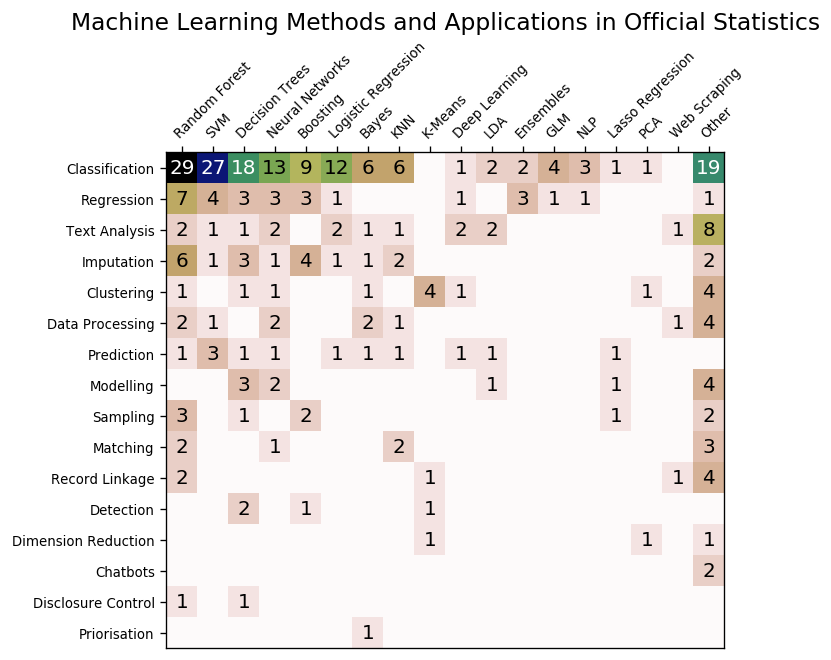 Machine Learning Methods and Applications in Official Statistics
Random Forest
SVM
Decision Trees
Neural Networks
Boosting
Logistic Regression
Bayes
KNN
K-Means
Deep Learning
LDA
Ensembles
GLM
NLP
Lasso Regression
PCA
Web Scraping
Other
Classification 29 27 18 13 9 12 6 6 1 2 2 4 3 1 1 19
Regression 7 4 3 3 3 1 1 3 1 1 1
Text Analysis 2 1 1 2 2 1 1 2 2 1 8
Imputation 6 1 3 1 4 1 1 2 2
Clustering 1 1 1 1 4 1 1 4
Data Processing 2 1 2 2 1 1 4
Prediction 1 3 1 1 1 1 1 1 1 1
Modelling 3 2 1 1 4
Sampling 3 1 2 1 2
Matching 2 1 2 3
Record Linkage 2 1 1 4
Detection 2 1 1
Dimension Reduction 1 1 1
Chatbots 2
Disclosure Control 1 1
Priorisation 1